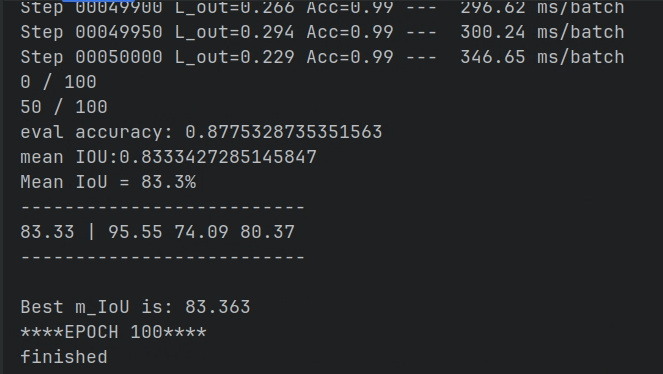 Step 00049900 L_out=0.266 Acc=0.99 ---  296.62 ms/batch
Step 00049950 L_out=0.294 Acc=0.99 ---  300.24 ms/batch
Step 00050000 L_out=0.229 Acc=0.99 ---  346.65 ms/batch
0 / 100
50 / 100
eval accuracy: 0.8775328735351563
mean IOU:0.8333427285145847
Mean IoU = 83.3%
--------------------------
83.33 | 95.55 74.09 80.37
--------------------------
Best m_IoU is: 83.363
****EPOCH 100****
finished